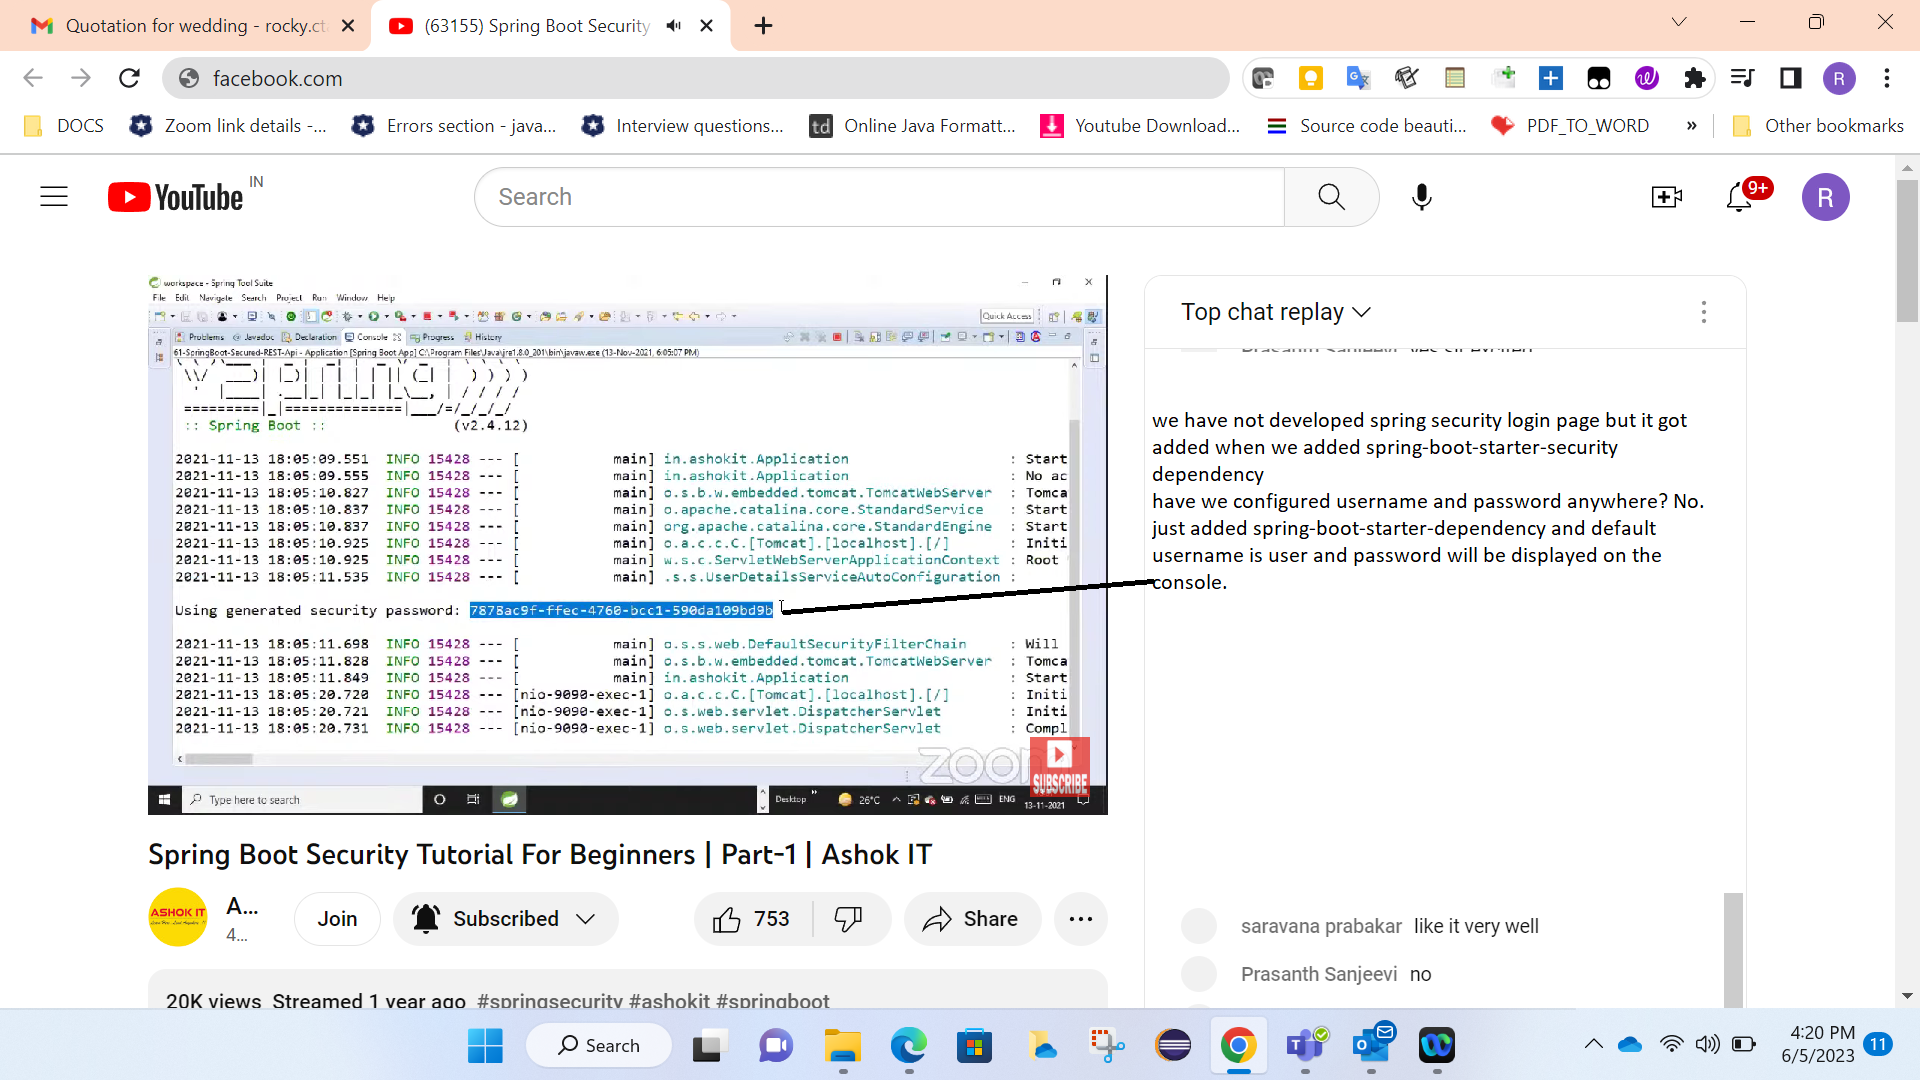 Quotation for wedding - rocky.ct
(63155) Spring Boot Security
facebook.com
R
DOCS
Zoom link details -...
Errors section - java...
Interview questions...
td
Online Java Formatt...
Youtube Download...
Source code beauti...
PDF_TO_WORD
»
Other bookmarks
YouTube IN
Search
9+
R
workspace - Spring Tool Suite
File Edit Navigate Search Project Run Window Help
Quick Access
Problems Javadoc Declaration Console Progress History
61-SpringBoot-Secured-REST-Api - Application [Spring Boot App] C:\Program Files\Java\jre1.8.0_201\bin\javaw.exe (13-Nov-2021, 6:05:07 PM)
:: Spring Boot :: (v2.4.12)
2021-11-13 18:05:09.551 INFO 15428 --- [ main] in.ashokit.Application : Start
2021-11-13 18:05:09.555 INFO 15428 --- [ main] in.ashokit.Application : No ac
2021-11-13 18:05:10.827 INFO 15428 --- [ main] o.s.b.w.embedded.tomcat.TomcatWebServer : Tomca
2021-11-13 18:05:10.837 INFO 15428 --- [ main] o.apache.catalina.core.StandardService : Start
2021-11-13 18:05:10.837 INFO 15428 --- [ main] org.apache.catalina.core.StandardEngine : Start
2021-11-13 18:05:10.925 INFO 15428 --- [ main] o.a.c.c.C.[Tomcat].[localhost].[/] : Initi
2021-11-13 18:05:10.925 INFO 15428 --- [ main] w.s.c.ServletWebServerApplicationContext : Root
2021-11-13 18:05:11.535 INFO 15428 --- [ main] .s.s.UserDetailsServiceAutoConfiguration :
Using generated security password: 7878ac9f-ffec-4760-bcc1-590da109bd9b
2021-11-13 18:05:11.698 INFO 15428 --- [ main] o.s.s.web.DefaultSecurityFilterChain : Will
2021-11-13 18:05:11.828 INFO 15428 --- [ main] o.s.b.w.embedded.tomcat.TomcatWebServer : Tomca
2021-11-13 18:05:11.849 INFO 15428 --- [ main] in.ashokit.Application : Start
2021-11-13 18:05:20.720 INFO 15428 --- [nio-9090-exec-1] o.a.c.c.C.[Tomcat].[localhost].[/] : Initi
2021-11-13 18:05:20.721 INFO 15428 --- [nio-9090-exec-1] o.s.web.servlet.DispatcherServlet : Initi
2021-11-13 18:05:20.731 INFO 15428 --- [nio-9090-exec-1] o.s.web.servlet.DispatcherServlet : Compl
zoom
SUBSCRIBE
Type here to search
Desktop »
26°C
ENG
13-11-2021
Top chat replay
we have not developed spring security login page but it got
added when we added spring-boot-starter-security
dependency
have we configured username and password anywhere? No.
just added spring-boot-starter-dependency and default
username is user and password will be displayed on the
console.
saravana prabakar like it very well
Prasanth Sanjeevi no
Spring Boot Security Tutorial For Beginners | Part-1 | Ashok IT
ASHOK IT
A...
4...
Join
Subscribed
753
Share
20K views Streamed 1 year ago #springsecurity #ashokit #springboot
Search
4:20 PM
6/5/2023
11